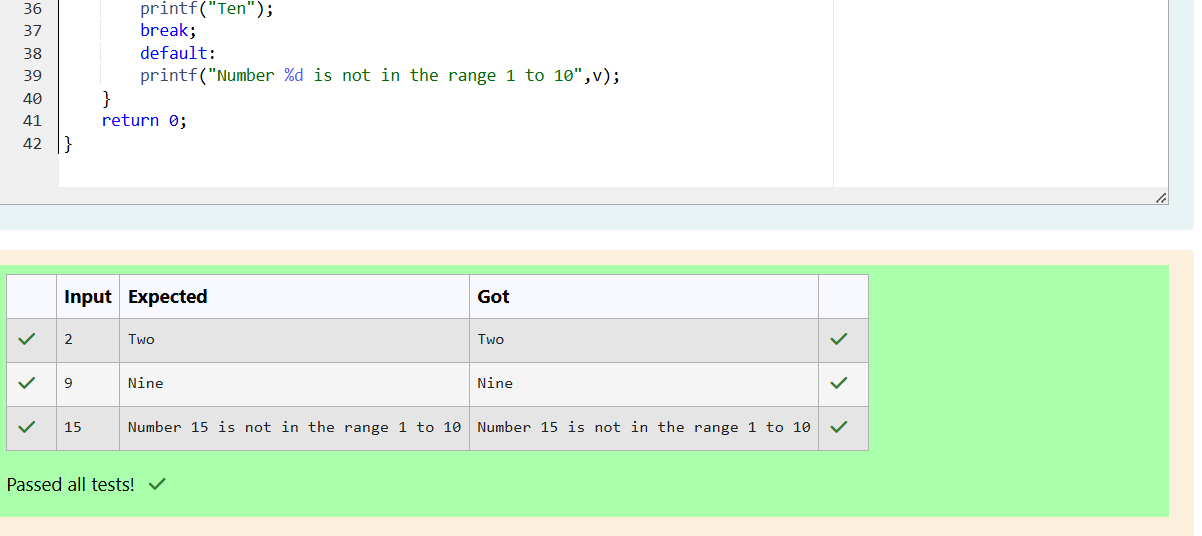 36 printf("Ten");
37 break;
38 default:
39 printf("Number %d is not in the range 1 to 10",v);
40 }
41 return 0;
42 }
Input Expected Got
2 Two Two
9 Nine Nine
15 Number 15 is not in the range 1 to 10 Number 15 is not in the range 1 to 10
Passed all tests!